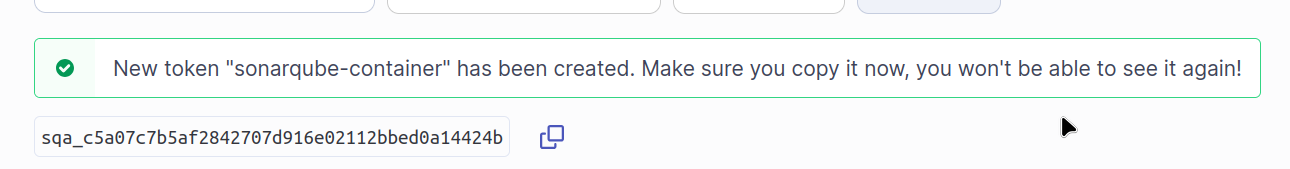 New token "sonarqube-container" has been created. Make sure you copy it now, you won't be able to see it again!
sqa_c5a07c7b5af2842707d916e02112bbed0a14424b